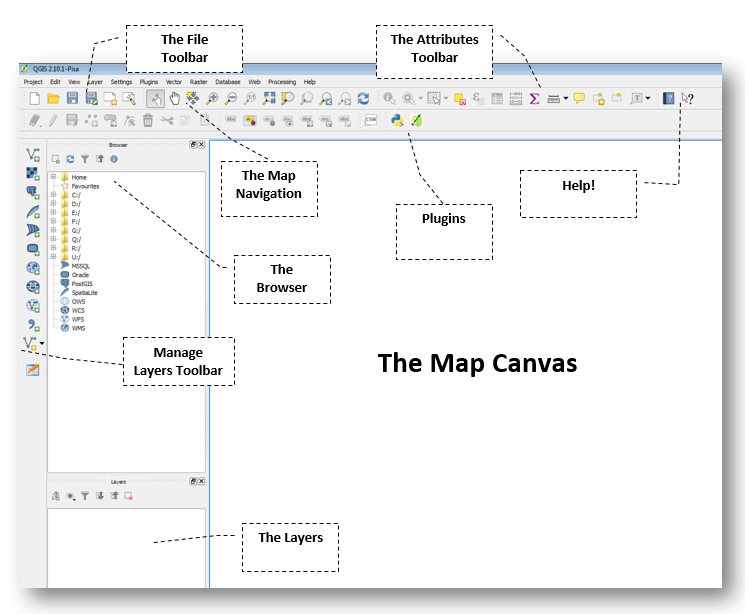 The File
Toolbar
The Attributes
Toolbar
QGIS 2.10.1-Pisa
Project Edit View Layer Settings Plugins Vector Raster Database Web Processing Help
CSW
Browser
Home
Favourites
C:/
D:/
E:/
F:/
G:/
Q:/
R:/
U:/
MSSQL
Oracle
PostGIS
SpatiaLite
OWS
WCS
WFS
WMS
The Map
Navigation
Help!
Plugins
The
Browser
Manage
Layers Toolbar
The Map Canvas
Layers
The Layers